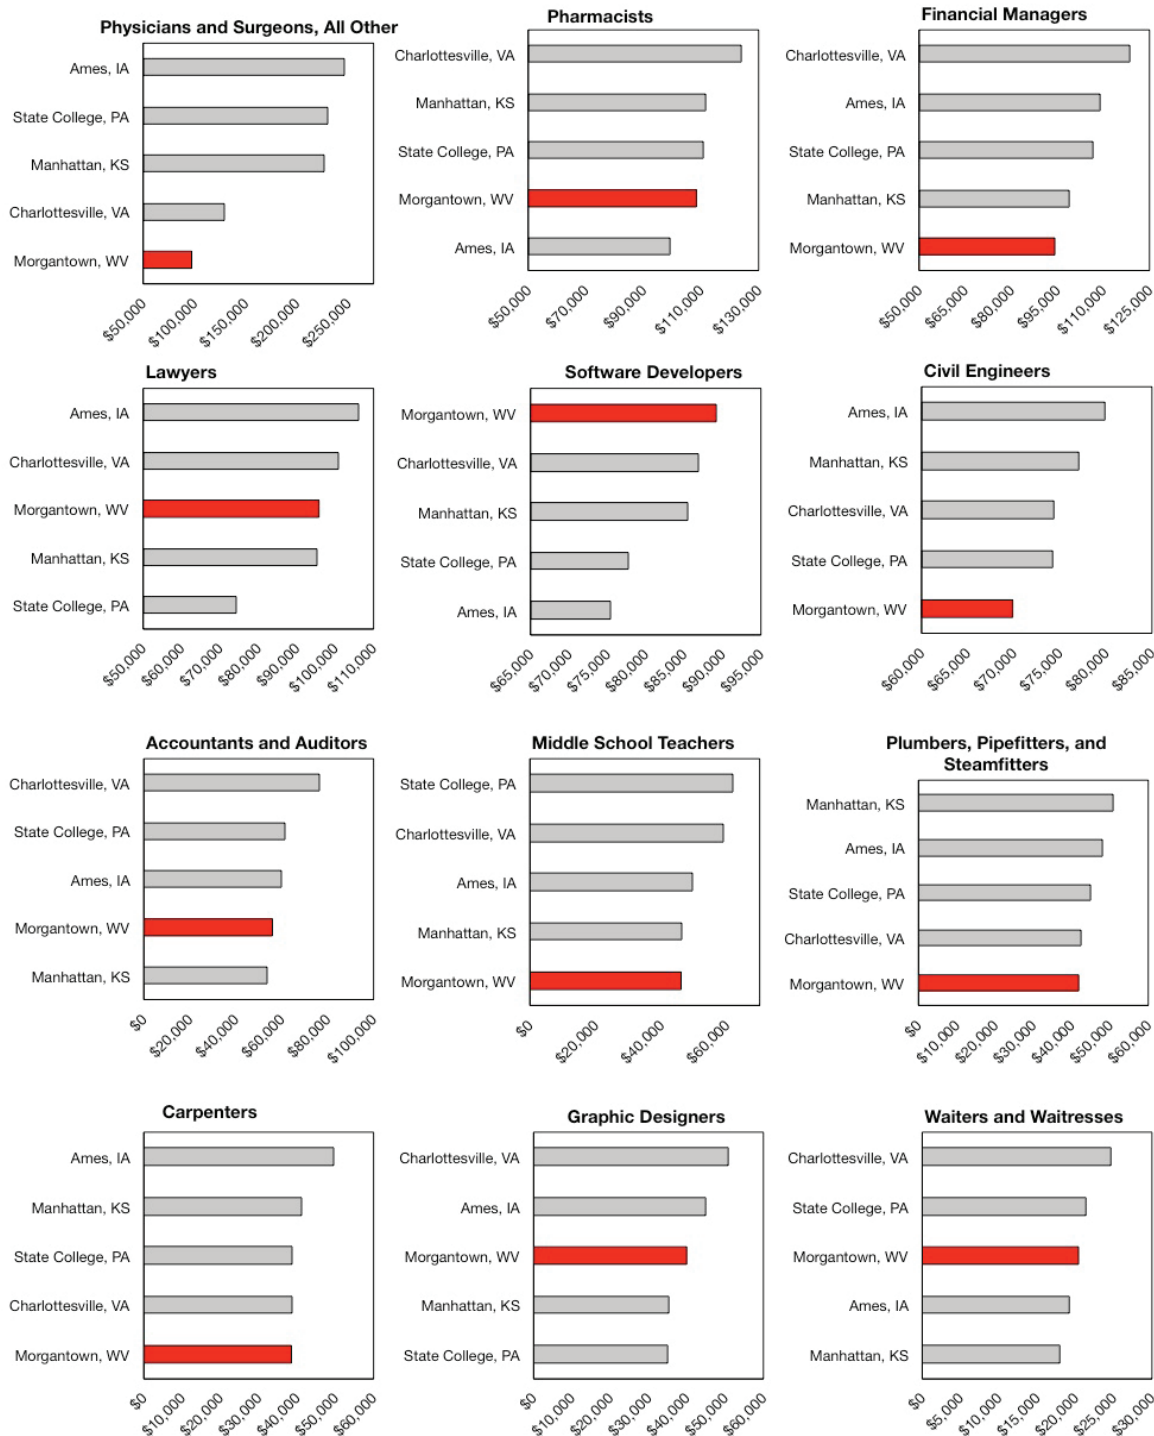 Physicians and Surgeons, All Other
Ames, IA
State College, PA
Manhattan, KS
Charlottesville, VA
Morgantown, WV
$50,000
$100,000
$150,000
$200,000
$250,000
Pharmacists
Charlottesville, VA
Manhattan, KS
State College, PA
Morgantown, WV
Ames, IA
$50,000
$70,000
$90,000
$110,000
$130,000
Financial Managers
Charlottesville, VA
Ames, IA
State College, PA
Manhattan, KS
Morgantown, WV
$50,000
$65,000
$80,000
$95,000
$110,000
$125,000
Lawyers
Ames, IA
Charlottesville, VA
Morgantown, WV
Manhattan, KS
State College, PA
$50,000
$60,000
$70,000
$80,000
$90,000
$100,000
$110,000
Software Developers
Morgantown, WV
Charlottesville, VA
Manhattan, KS
State College, PA
Ames, IA
$65,000
$70,000
$75,000
$80,000
$85,000
$90,000
$95,000
Civil Engineers
Ames, IA
Manhattan, KS
Charlottesville, VA
State College, PA
Morgantown, WV
$60,000
$65,000
$70,000
$75,000
$80,000
$85,000
Accountants and Auditors
Charlottesville, VA
State College, PA
Ames, IA
Morgantown, WV
Manhattan, KS
$0
$20,000
$40,000
$60,000
$80,000
$100,000
Middle School Teachers
State College, PA
Charlottesville, VA
Ames, IA
Manhattan, KS
Morgantown, WV
$0
$20,000
$40,000
$60,000
Plumbers, Pipefitters, and
Steamfitters
Manhattan, KS
Ames, IA
State College, PA
Charlottesville, VA
Morgantown, WV
$0
$10,000
$20,000
$30,000
$40,000
$50,000
$60,000
Carpenters
Ames, IA
Manhattan, KS
State College, PA
Charlottesville, VA
Morgantown, WV
$0
$10,000
$20,000
$30,000
$40,000
$50,000
$60,000
Graphic Designers
Charlottesville, VA
Ames, IA
Morgantown, WV
Manhattan, KS
State College, PA
$0
$10,000
$20,000
$30,000
$40,000
$50,000
$60,000
Waiters and Waitresses
Charlottesville, VA
State College, PA
Morgantown, WV
Ames, IA
Manhattan, KS
$0
$5,000
$10,000
$15,000
$20,000
$25,000
$30,000